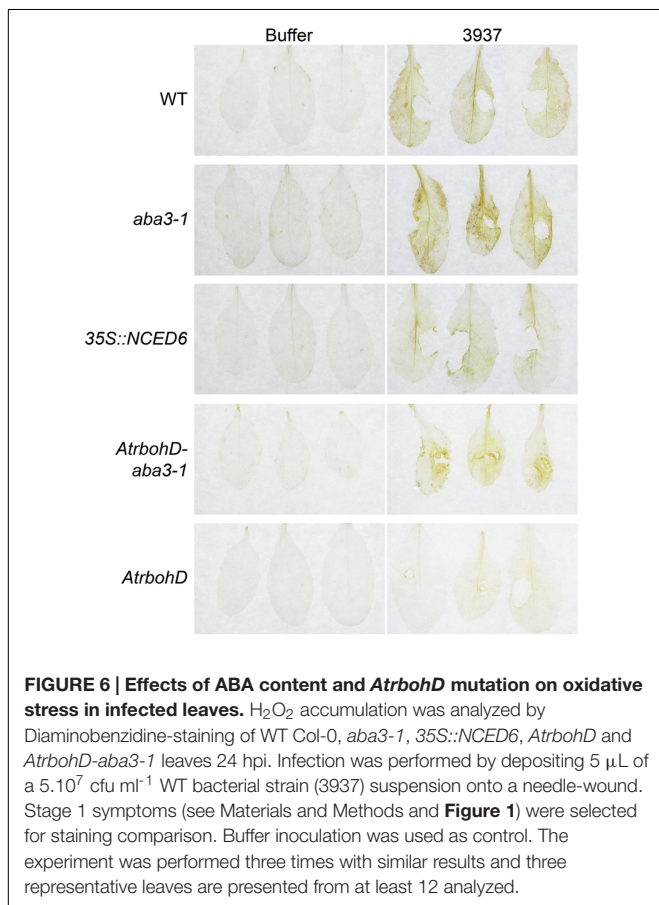 Buffer 3937
WT
aba3-1
35S::NCED6
AtrbohD-
aba3-1
AtrbohD
FIGURE 6 | Effects of ABA content and AtrbohD mutation on oxidative
stress in infected leaves. H₂O₂ accumulation was analyzed by
Diaminobenzidine-staining of WT Col-0, aba3-1, 35S::NCED6, AtrbohD and
AtrbohD-aba3-1 leaves 24 hpi. Infection was performed by depositing 5 μL of
a 5.10⁷ cfu ml⁻¹ WT bacterial strain (3937) suspension onto a needle-wound.
Stage 1 symptoms (see Materials and Methods and Figure 1) were selected
for staining comparison. Buffer inoculation was used as control. The
experiment was performed three times with similar results and three
representative leaves are presented from at least 12 analyzed.